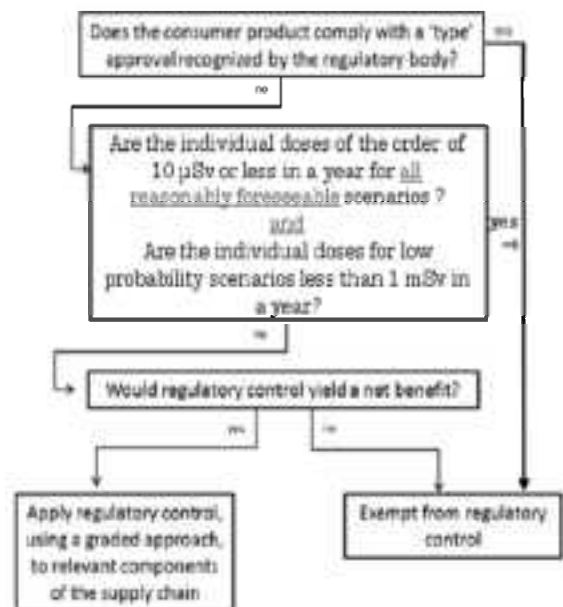 Does the consumer product comply with a 'type'
approval recognized by the regulatory body?
yes
no
Are the individual doses of the order of
10 µSv or less in a year for all
reasonably foreseeable scenarios ?
and
Are the individual doses for low
probability scenarios less than 1 mSv in
a year?
yes
no
Would regulatory control yield a net benefit?
yes
no
Apply regulatory control,
using a graded approach,
to relevant components
of the supply chain
Exempt from regulatory
control